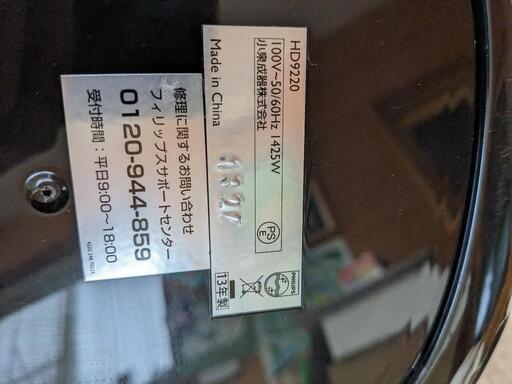 HD9220
100V~50/60Hz 1425W
小泉成器株式会社
Made in China
PS
E
PHILIPS
13年製
修理に関するお問い合わせ
フィリップスサポートセンター
0120-944-859
受付時間：平日9:00～18:00